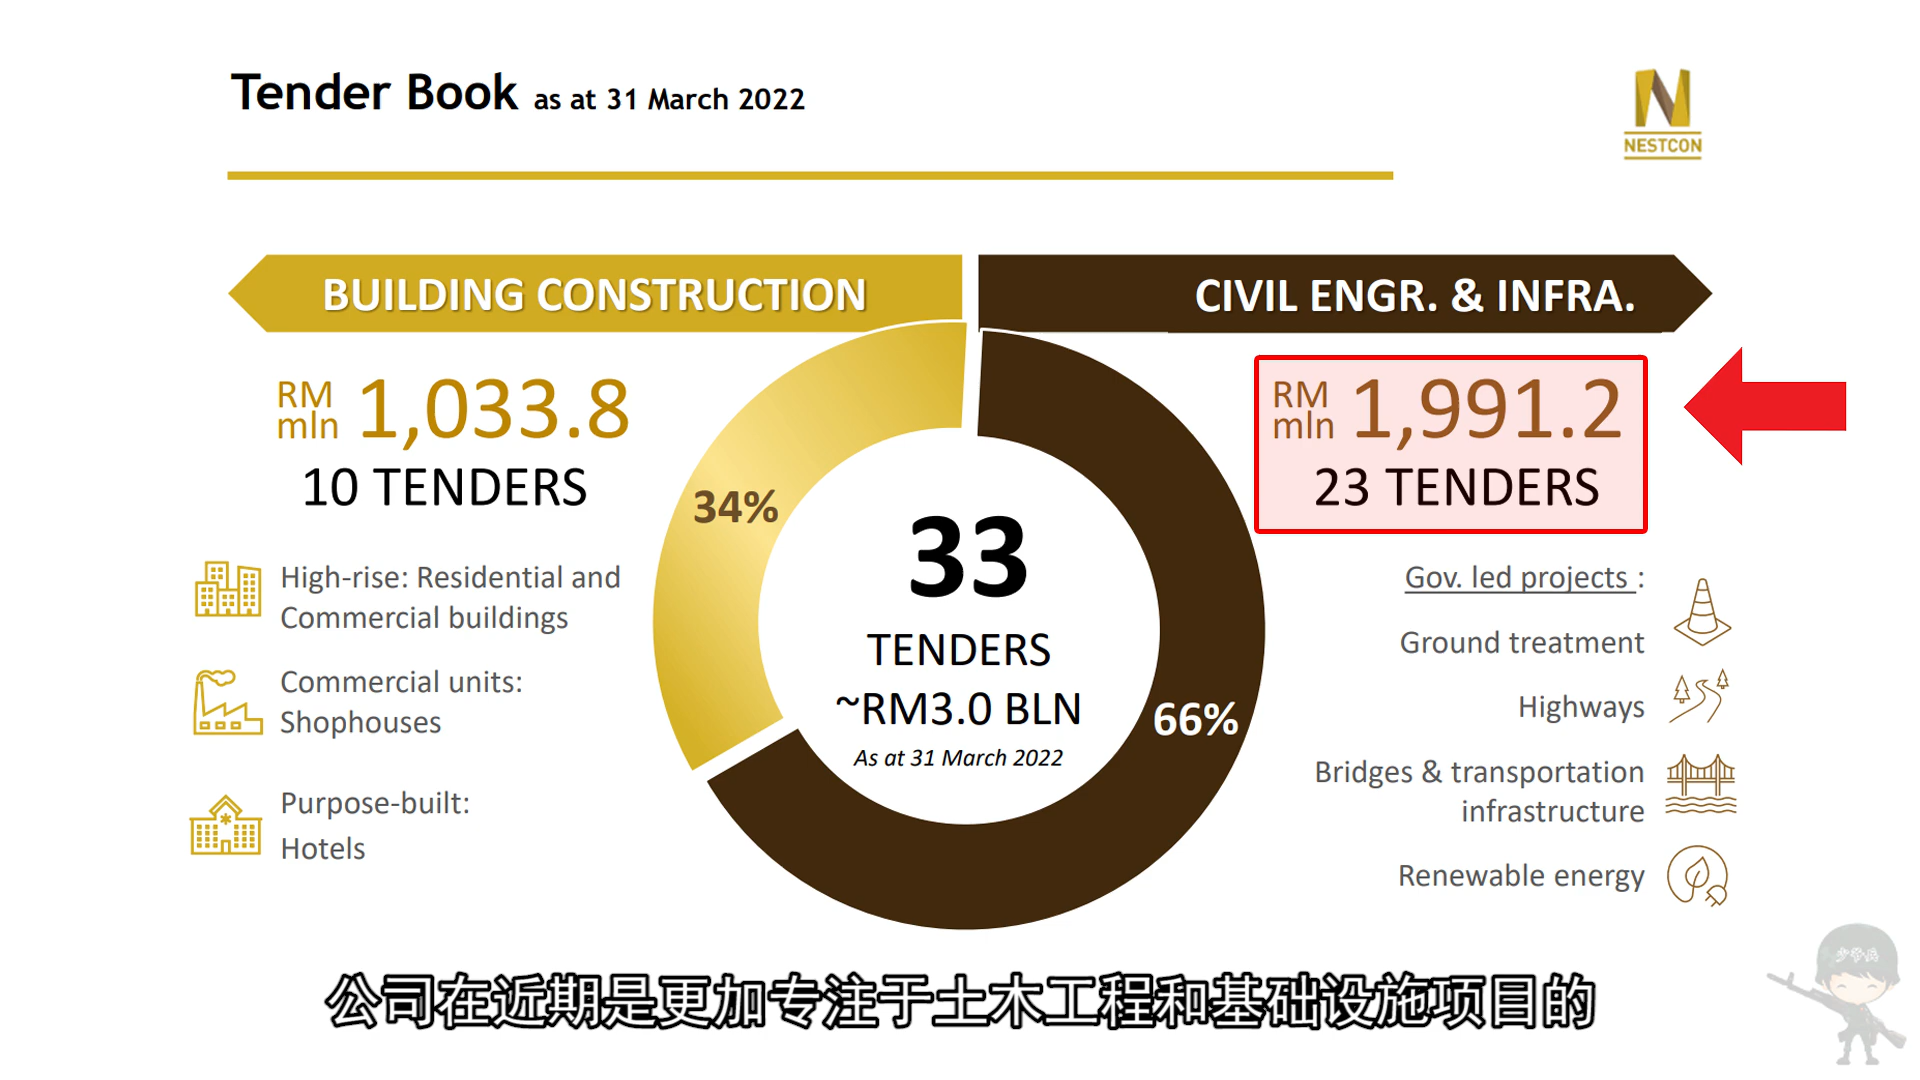 Tender Book as at 31 March 2022
NESTCON
BUILDING CONSTRUCTION
CIVIL ENGR. & INFRA.
RM mln 1,033.8
10 TENDERS
High-rise: Residential and
Commercial buildings
Commercial units:
Shophouses
Purpose-built:
Hotels
34%
33
TENDERS
~RM3.0 BLN
As at 31 March 2022
66%
RM mln 1,991.2
23 TENDERS
Gov. led projects :
Ground treatment
Highways
Bridges & transportation
infrastructure
Renewable energy
公司在近期是更加专注于土木工程和基础设施项目的